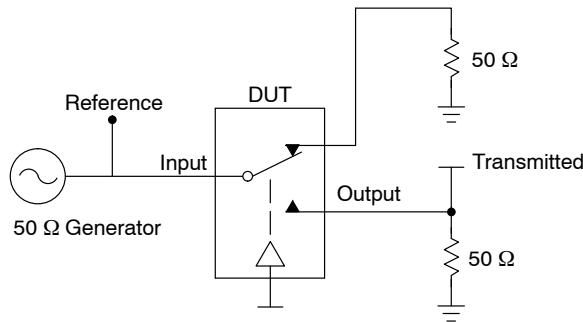 50 Ω
DUT
Reference
Input
Transmitted
Output
50 Ω Generator
50 Ω